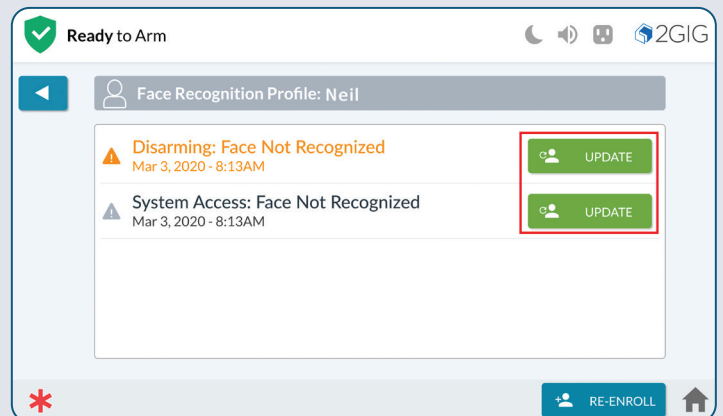 Ready to Arm
2GIG
Face Recognition Profile: Neil
Disarming: Face Not Recognized
Mar 3, 2020 - 8:13AM
UPDATE
System Access: Face Not Recognized
Mar 3, 2020 - 8:13AM
UPDATE
RE-ENROLL